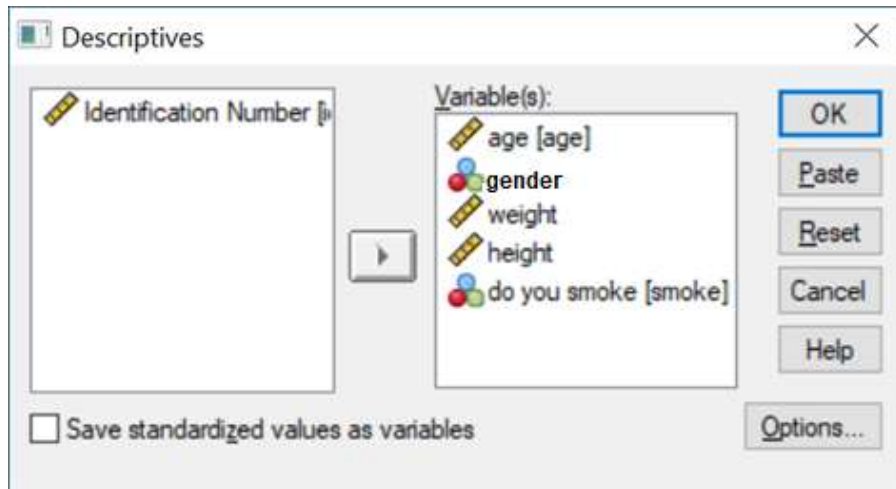 Descriptives
Identification Number [
Variable(s):
age [age]
gender
weight
height
do you smoke [smoke]
OK
Paste
Reset
Cancel
Help
Save standardized values as variables
Options...